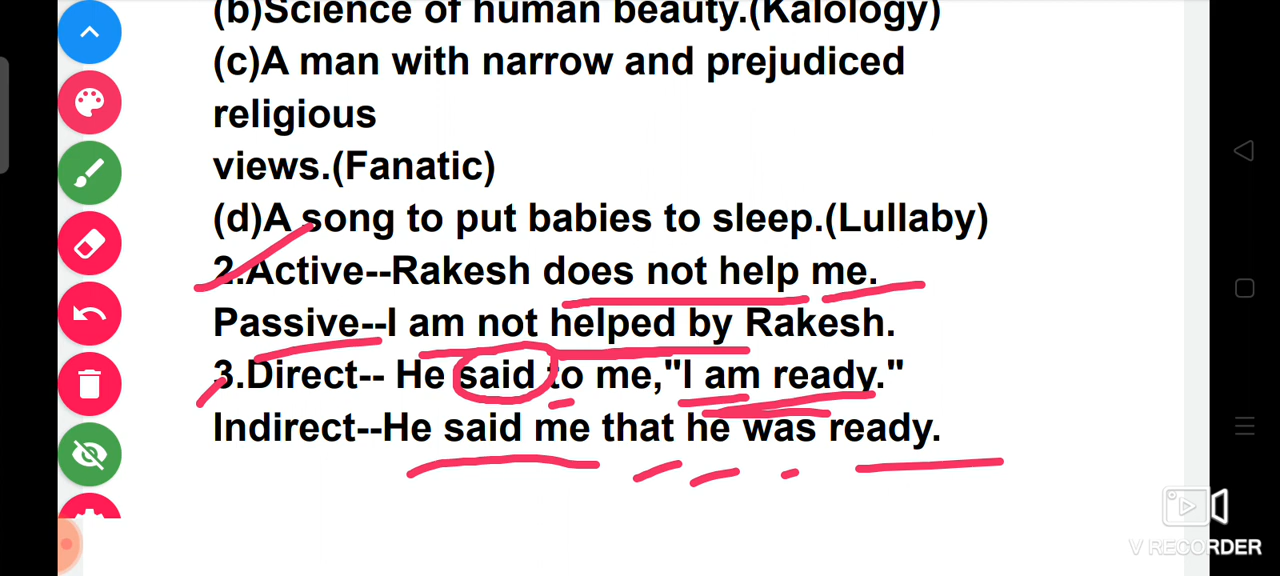 (b)Science of human beauty.(Kalology)
(c)A man with narrow and prejudiced
religious
views.(Fanatic)
(d)A song to put babies to sleep.(Lullaby)
2.Active--Rakesh does not help me.
Passive--I am not helped by Rakesh.
3.Direct-- He said to me,"I am ready."
Indirect--He said me that he was ready.
V RECORDER